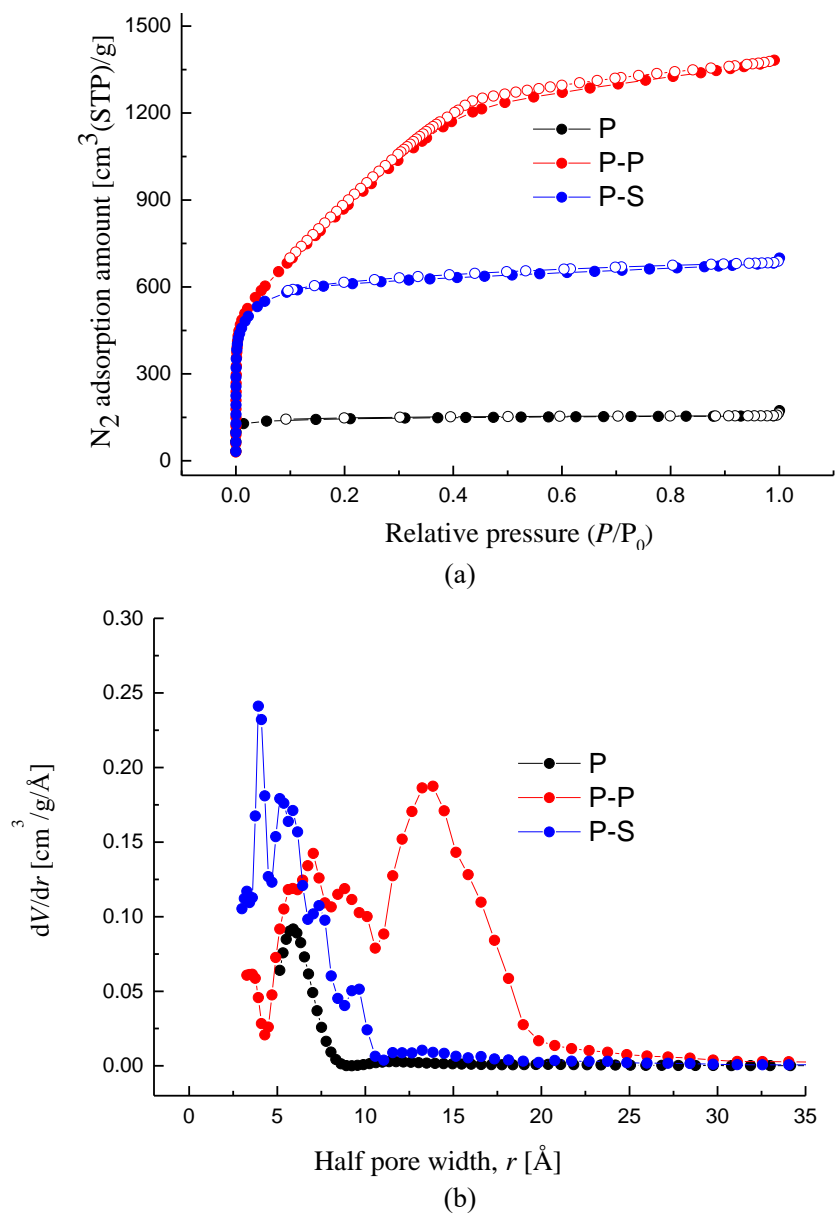 1500
1200
900
600
300
0
N2 adsorption amount [cm3(STP)/g]
P
P-P
P-S
0.0 0.2 0.4 0.6 0.8 1.0
Relative pressure (P/P0)
(a)
0.30
0.25
0.20
0.15
0.10
0.05
0.00
dV/dr [cm3/g/Å]
P
P-P
P-S
0 5 10 15 20 25 30 35
Half pore width, r [Å]
(b)